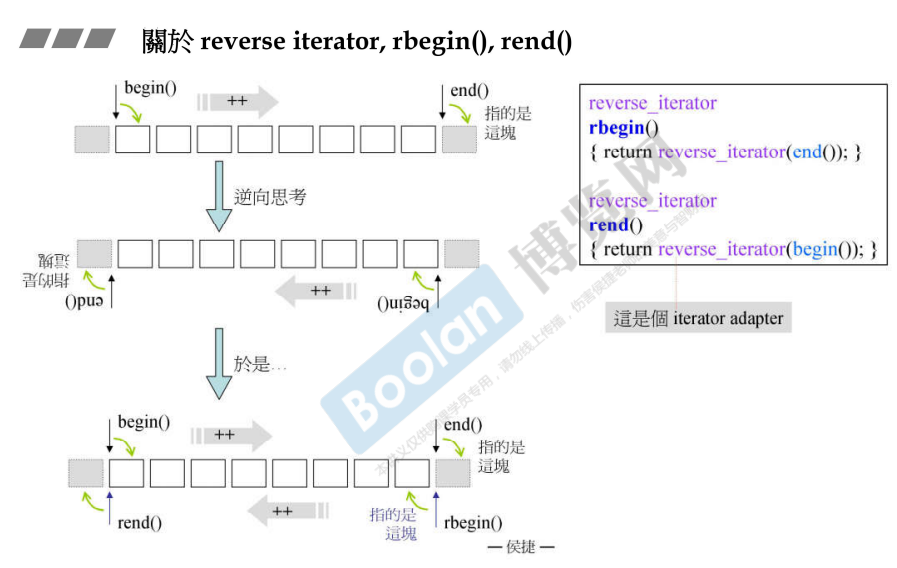 關於 reverse iterator, rbegin(), rend()
begin()
++
end()
指的是
這塊
逆向思考
指的是
這塊
end()
++
begin()
於是…
begin()
++
end()
指的是
這塊
rend()
++
指的是
這塊
rbegin()
— 侯捷 —
reverse_iterator
rbegin()
{ return reverse_iterator(end()); }
reverse_iterator
rend()
{ return reverse_iterator(begin()); }
這是個 iterator adapter
Boolan
博览网